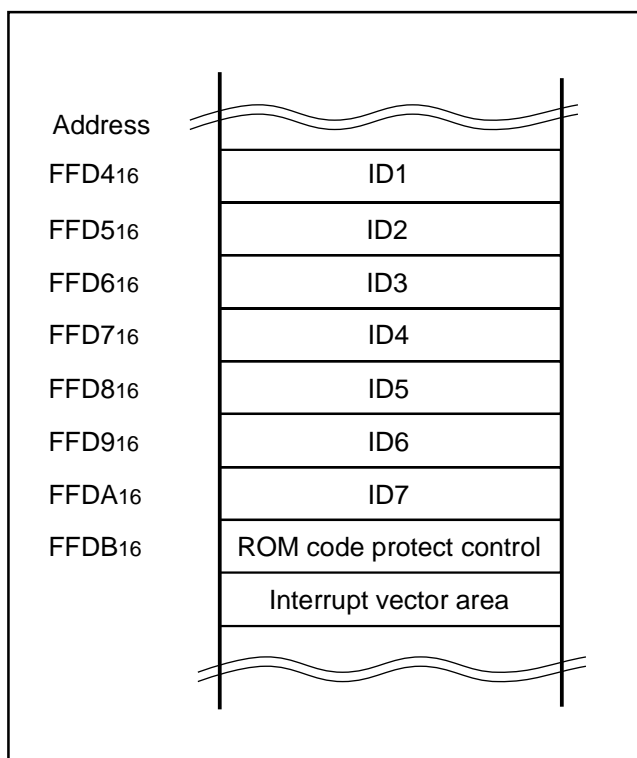 Address
FFD416 ID1
FFD516 ID2
FFD616 ID3
FFD716 ID4
FFD816 ID5
FFD916 ID6
FFDA16 ID7
FFDB16 ROM code protect control
Interrupt vector area